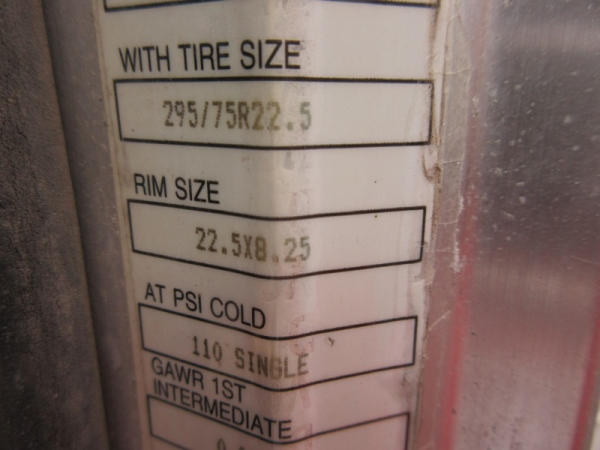 WITH TIRE SIZE
295/75R22.5
RIM SIZE
22.5X8.25
AT PSI COLD
110 SINGLE
GAWR 1ST
INTERMEDIATE